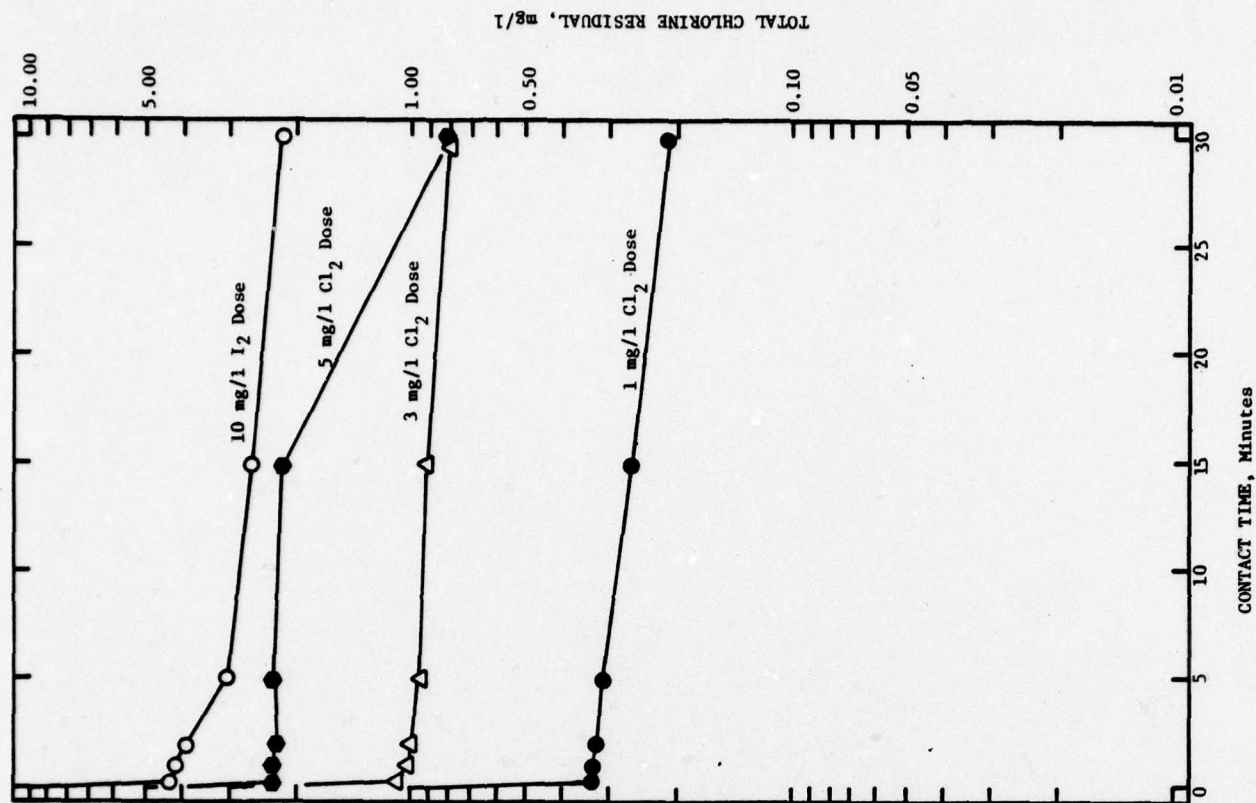 TOTAL CHLORINE RESIDUAL, mg/l
10.00
5.00
1.00
0.50
0.10
0.05
0.01
10 mg/l I2 Dose
5 mg/l Cl2 Dose
3 mg/l Cl2 Dose
1 mg/l Cl2 Dose
0
5
10
15
20
25
30
CONTACT TIME, Minutes